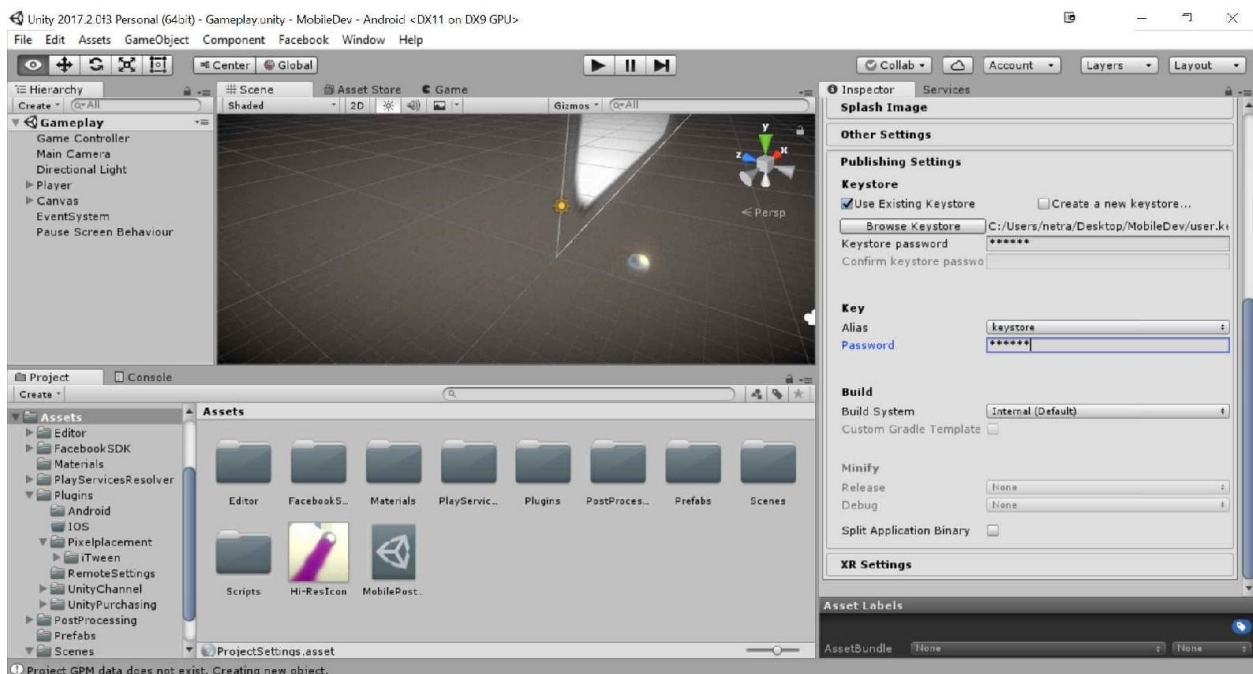 Unity 2017.2.0f3 Personal (64bit) - Gameplay.unity - MobileDev - Android <DX11 on DX9 GPU>
File Edit Assets GameObject Component Facebook Window Help
Center Global
Collab Account Layers Layout
Hierarchy
Create All
Gameplay
Game Controller
Main Camera
Directional Light
Player
Canvas
EventSystem
Pause Screen Behaviour
Scene Asset Store Game
Shaded 2D Gizmos All
y
z x
Persp
Project Console
Create
Assets
Editor
FacebookSDK
Materials
PlayServicesResolver
Plugins
Android
IOS
Pixelplacement
iTween
RemoteSettings
UnityChannel
UnityPurchasing
PostProcessing
Prefabs
Scenes
Assets
Editor FacebookS... Materials PlayServic... Plugins PostProces... Prefabs Scenes
Scripts Hi-ResIcon MobilePost...
ProjectSettings.asset
Project GPM data does not exist. Creating new object.
Inspector Services
Splash Image
Other Settings
Publishing Settings
Keystore
Use Existing Keystore Create a new keystore...
Browse Keystore C:/Users/netra/Desktop/MobileDev/user.ke
Keystore password ******
Confirm keystore passwo
Key
Alias keystore
Password ******
Build
Build System Internal (Default)
Custom Gradle Template
Minify
Release None
Debug None
Split Application Binary
XR Settings
Asset Labels
AssetBundle None None